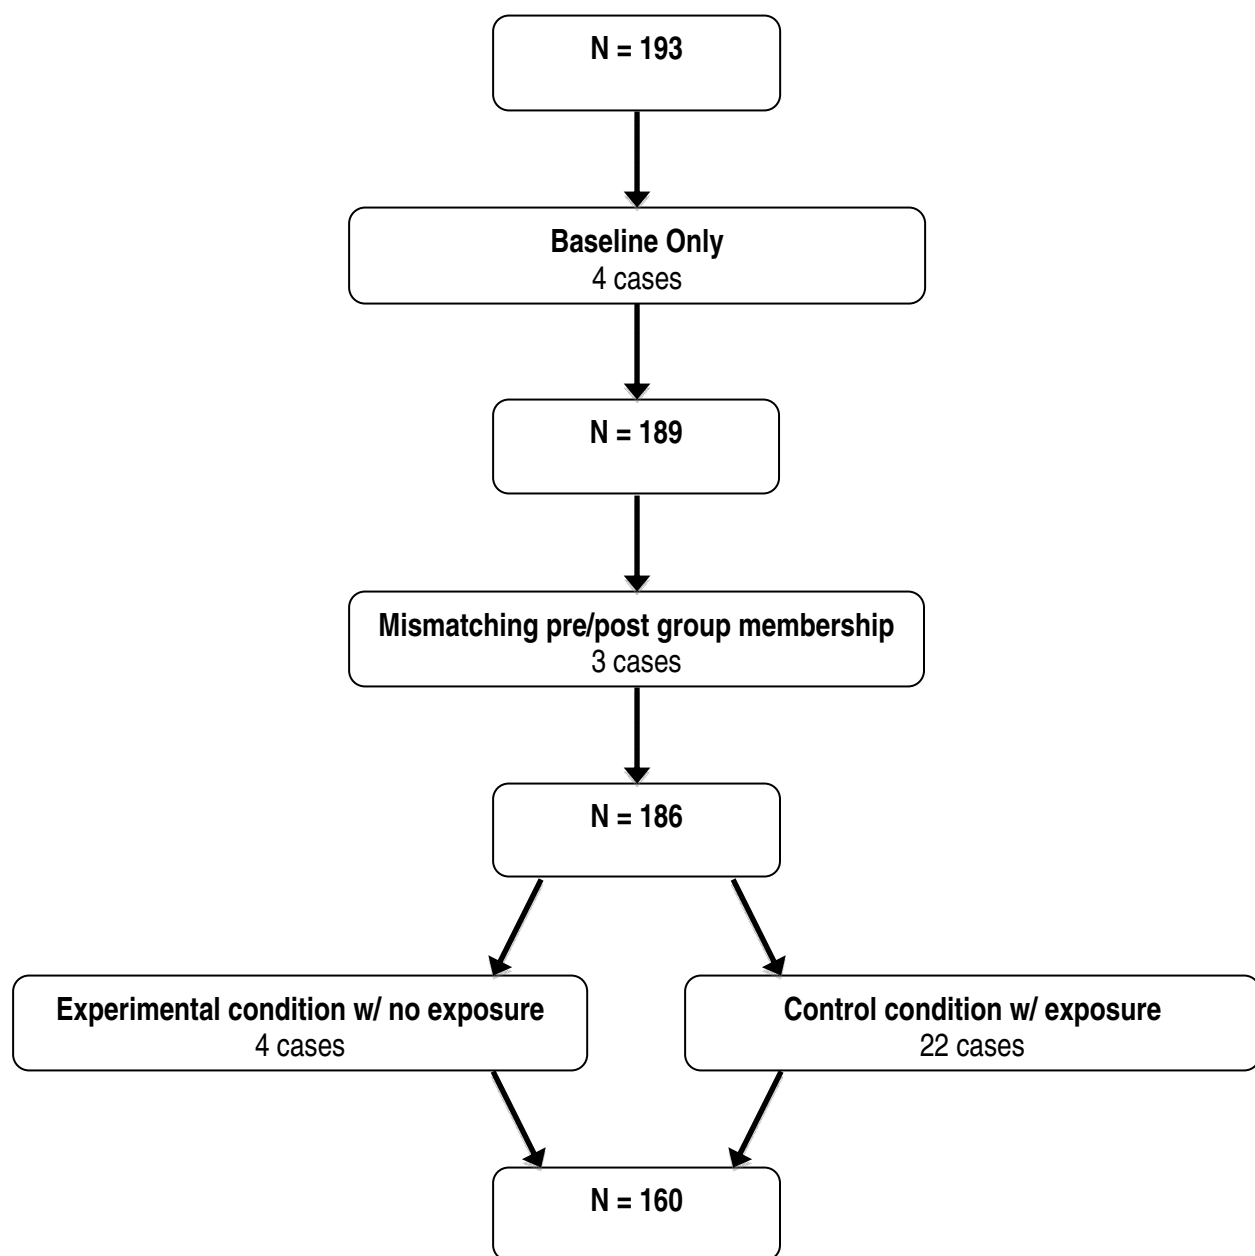 N = 193
Baseline Only
4 cases
N = 189
Mismatching pre/post group membership
3 cases
N = 186
Experimental condition w/ no exposure
4 cases
Control condition w/ exposure
22 cases
N = 160